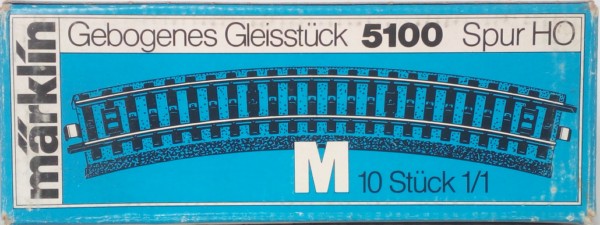 märklin
Gebogenes Gleisstück 5100 Spur HO
M 10 Stück 1/1